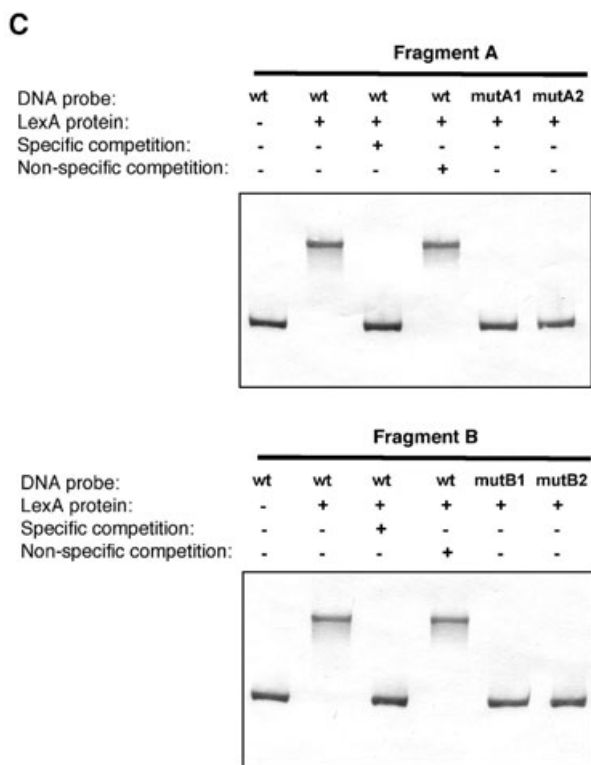 C
Fragment A
DNA probe: wt wt wt wt mutA1 mutA2
LexA protein: - + + + + +
Specific competition: - - + - - -
Non-specific competition: - - - + - -
Fragment B
DNA probe: wt wt wt wt mutB1 mutB2
LexA protein: - + + + + +
Specific competition: - - + - - -
Non-specific competition: - - - + - -